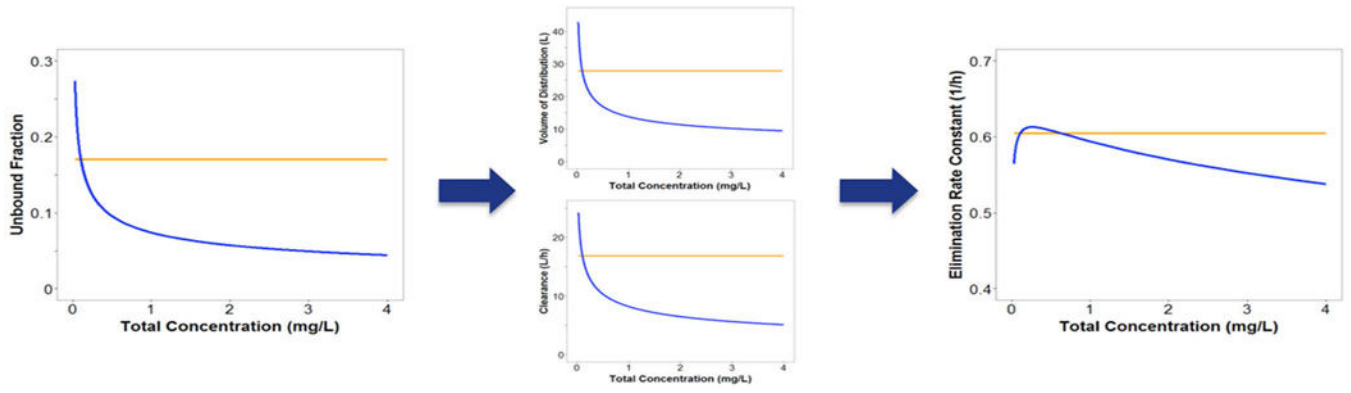 Unbound Fraction
0.3
0.2
0.1
0
0 1 2 3 4
Total Concentration (mg/L)
Volume of Distribution (L)
40
30
20
10
0
0 1 2 3 4
Total Concentration (mg/L)
Clearance (L/h)
20
10
0
0 1 2 3 4
Total Concentration (mg/L)
Elimination Rate Constant (1/h)
0.7
0.6
0.5
0.4
0 1 2 3 4
Total Concentration (mg/L)